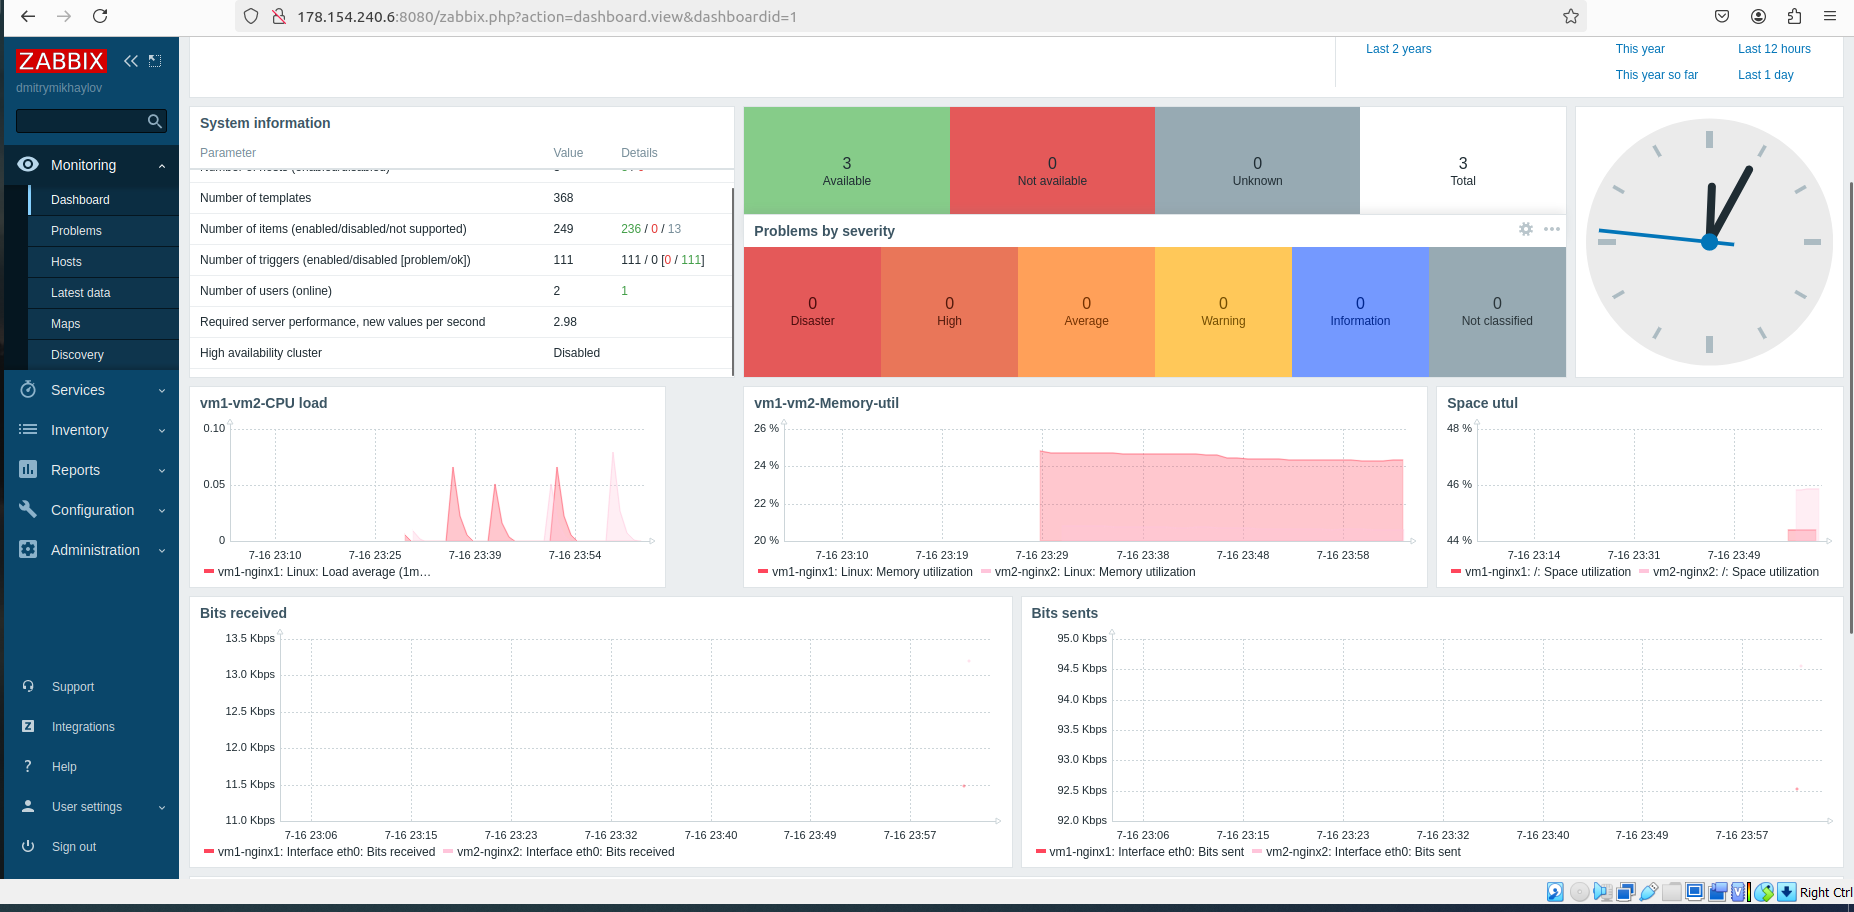 178.154.240.6:8080/zabbix.php?action=dashboard.view&dashboardid=1
ZABBIX
dmitrymikhaylov
Monitoring
Dashboard
Problems
Hosts
Latest data
Maps
Discovery
Services
Inventory
Reports
Configuration
Administration
Support
Integrations
Help
User settings
Sign out
Last 2 years This year Last 12 hours
This year so far Last 1 day
System information
Parameter Value Details
Number of templates 368
Number of items (enabled/disabled/not supported) 249 236 / 0 / 13
Number of triggers (enabled/disabled [problem/ok]) 111 111 / 0 [0 / 111]
Number of users (online) 2 1
Required server performance, new values per second 2.98
High availability cluster Disabled
3 0 0 3
Available Not available Unknown Total
Problems by severity
0 0 0 0 0 0
Disaster High Average Warning Information Not classified
vm1-vm2-CPU load
0.10
0.05
0
7-16 23:10 7-16 23:25 7-16 23:39 7-16 23:54
vm1-nginx1: Linux: Load average (1m…
vm1-vm2-Memory-util
26 %
24 %
22 %
20 %
7-16 23:10 7-16 23:19 7-16 23:29 7-16 23:38 7-16 23:48 7-16 23:58
vm1-nginx1: Linux: Memory utilization vm2-nginx2: Linux: Memory utilization
Space utul
48 %
46 %
44 %
7-16 23:14 7-16 23:31 7-16 23:49
vm1-nginx1: /: Space utilization vm2-nginx2: /: Space utilization
Bits received
13.5 Kbps
13.0 Kbps
12.5 Kbps
12.0 Kbps
11.5 Kbps
11.0 Kbps
7-16 23:06 7-16 23:15 7-16 23:23 7-16 23:32 7-16 23:40 7-16 23:49 7-16 23:57
vm1-nginx1: Interface eth0: Bits received vm2-nginx2: Interface eth0: Bits received
Bits sents
95.0 Kbps
94.5 Kbps
94.0 Kbps
93.5 Kbps
93.0 Kbps
92.5 Kbps
92.0 Kbps
7-16 23:06 7-16 23:15 7-16 23:23 7-16 23:32 7-16 23:40 7-16 23:49 7-16 23:57
vm1-nginx1: Interface eth0: Bits sent vm2-nginx2: Interface eth0: Bits sent
Right Ctrl